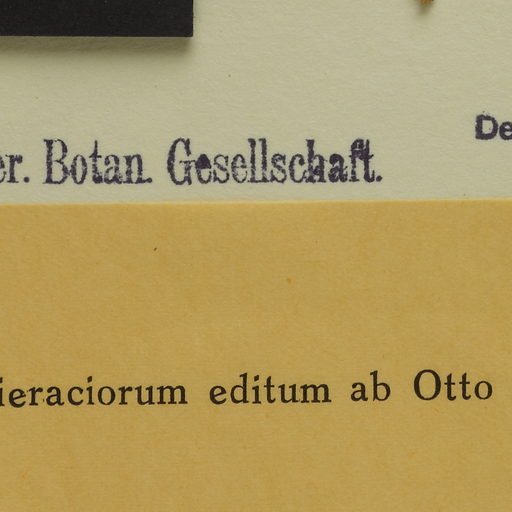 er. Botan. Gesellschaft.
De
ieraciorum editum ab Otto